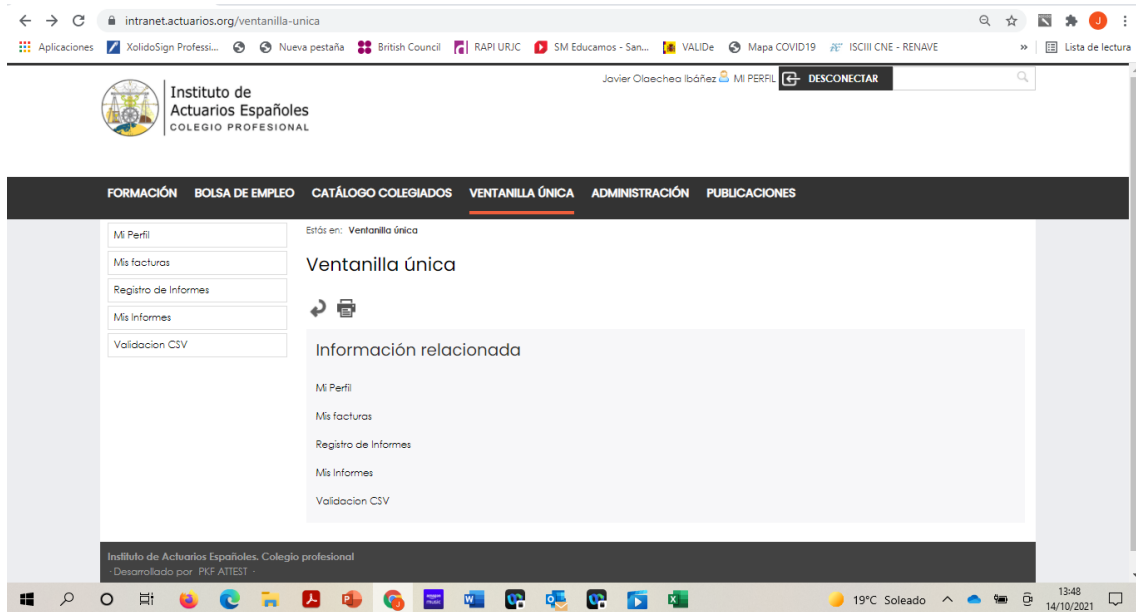 intranet.actuarios.org/ventanilla-unica
Aplicaciones XolidoSign Professi... Nueva pestaña British Council RAPI URJC SM Educamos - San... VALIDe Mapa COVID19 ISCIII CNE - RENAVE » Lista de lectura
Javier Olaechea Ibáñez MI PERFIL DESCONECTAR
Instituto de
Actuarios Españoles
COLEGIO PROFESIONAL
FORMACIÓN BOLSA DE EMPLEO CATÁLOGO COLEGIADOS VENTANILLA ÚNICA ADMINISTRACIÓN PUBLICACIONES
Mi Perfil
Mis facturas
Registro de Informes
Mis Informes
Validacion CSV
Estás en: Ventanilla única
Ventanilla única
Información relacionada
Mi Perfil
Mis facturas
Registro de Informes
Mis Informes
Validacion CSV
Instituto de Actuarios Españoles. Colegio profesional
· Desarrollado por PKF ATTEST ·
19°C Soleado
13:48
14/10/2021